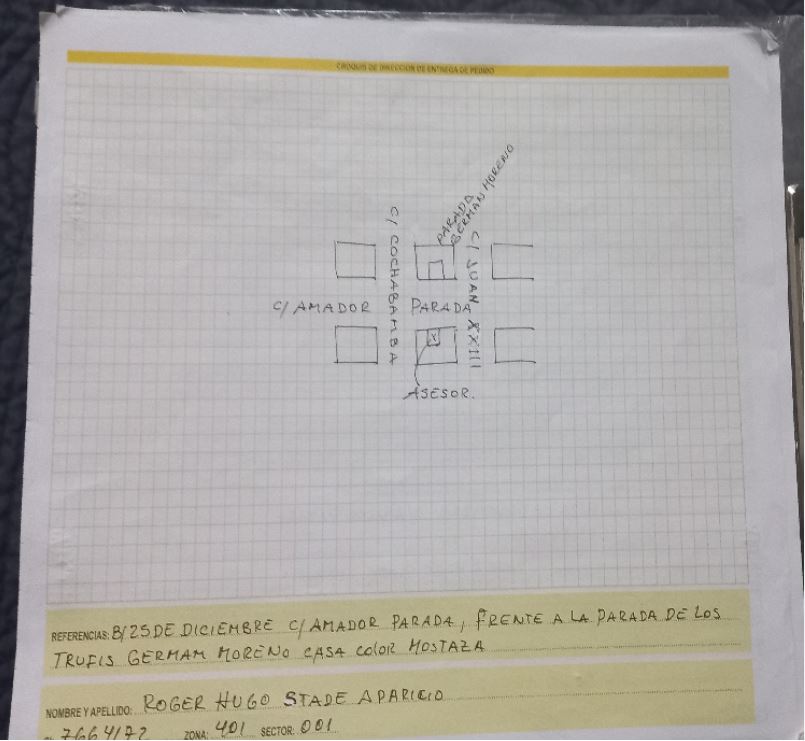 CROQUIS DE DIRECCION DE ENTREGA DE PEDIDO
PARADA
GERMAN MORENO
C/ COCHABAMBA
C/ JUAN XXIII
C/ AMADOR PARADA
X
ASESOR.
REFERENCIAS: B/25 DE DICIEMBRE C/ AMADOR PARADA, FRENTE A LA PARADA DE LOS
TRUFIS GERMAM MORENO CASA COLOR MOSTAZA
NOMBRE Y APELLIDO: ROGER HUGO STADE APARICIO
7664172 ZONA: 401 SECTOR: 001